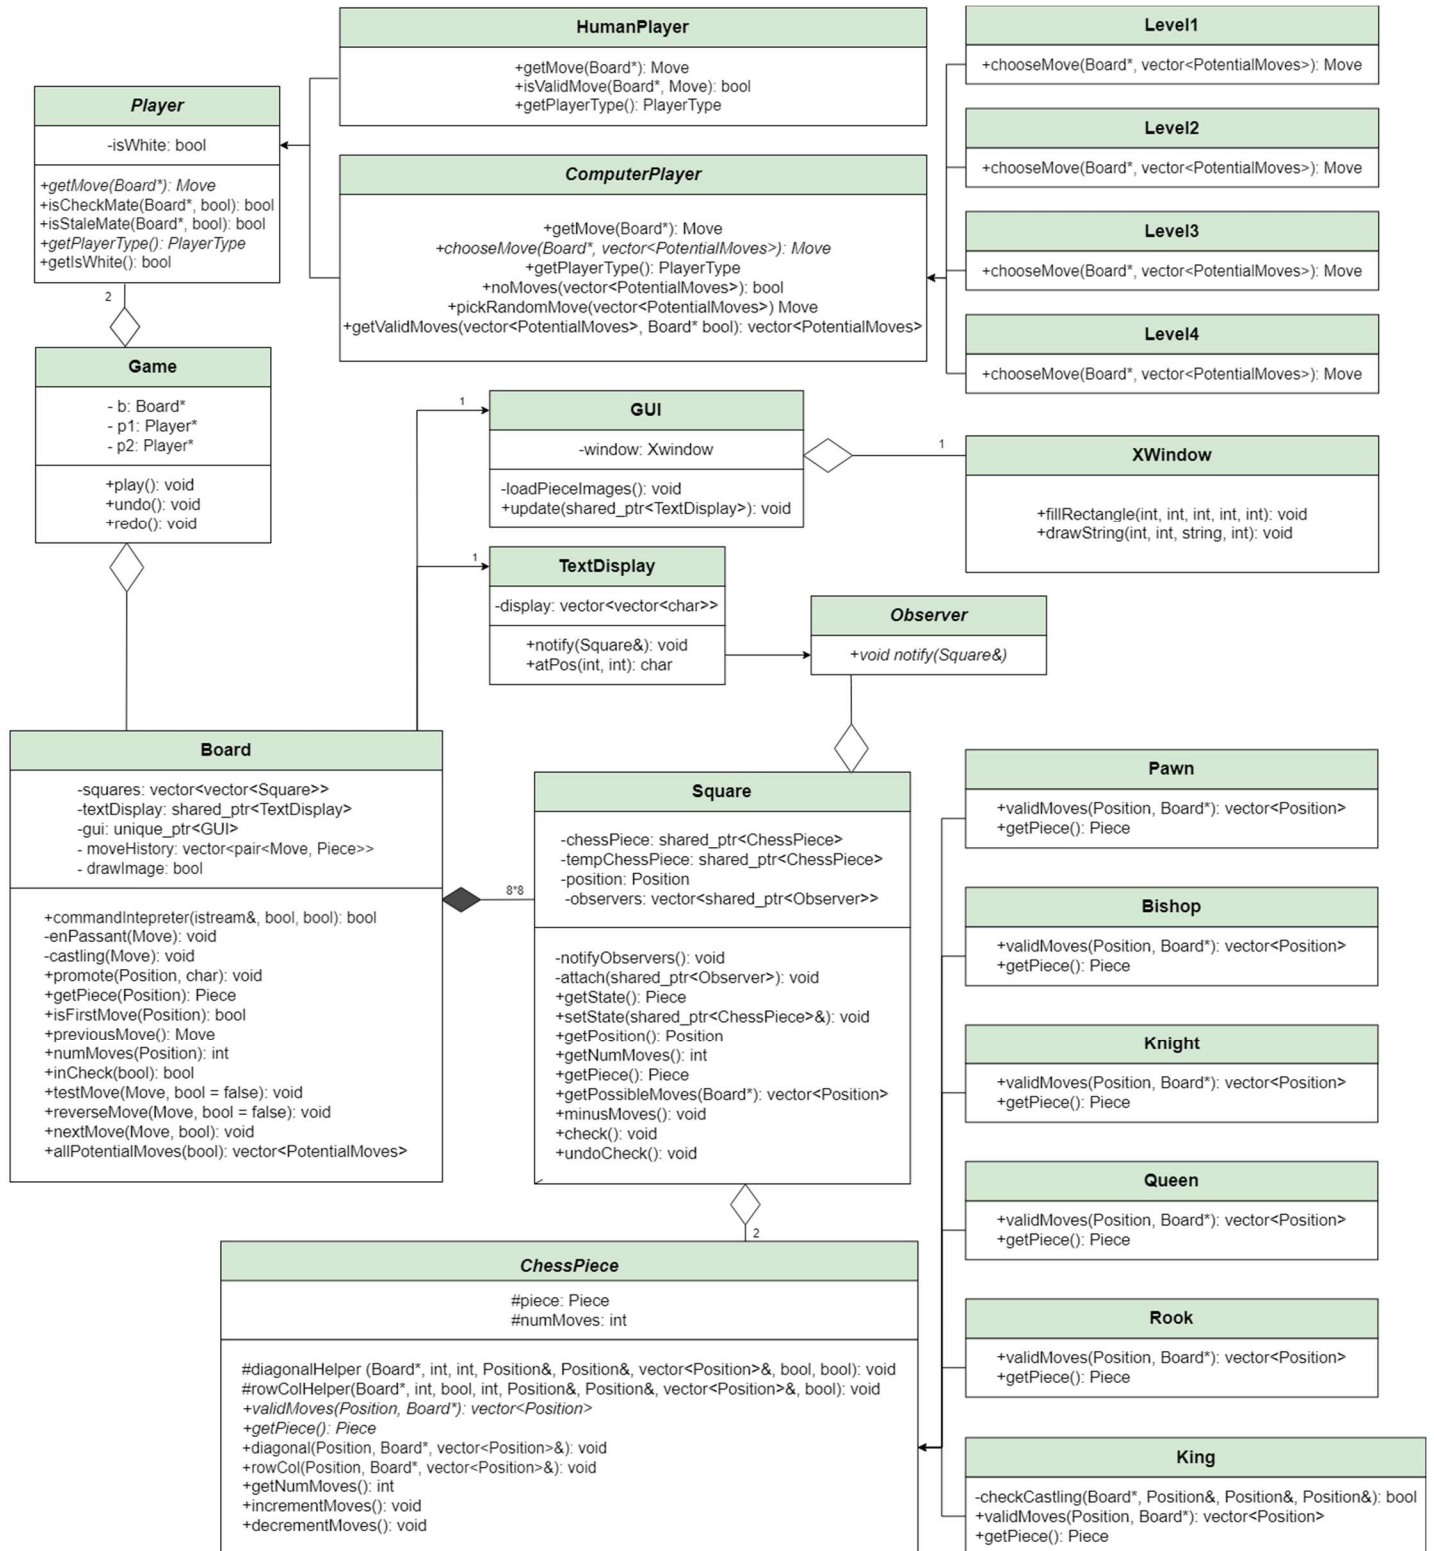 HumanPlayer
+getMove(Board*): Move
+isValidMove(Board*, Move): bool
+getPlayerType(): PlayerType
Level1
+chooseMove(Board*, vector<PotentialMoves>): Move
Level2
+chooseMove(Board*, vector<PotentialMoves>): Move
Level3
+chooseMove(Board*, vector<PotentialMoves>): Move
Level4
+chooseMove(Board*, vector<PotentialMoves>): Move
Player
-isWhite: bool
+getMove(Board*): Move
+isCheckMate(Board*, bool): bool
+isStaleMate(Board*, bool): bool
+getPlayerType(): PlayerType
+getIsWhite(): bool
2
ComputerPlayer
+getMove(Board*): Move
+chooseMove(Board*, vector<PotentialMoves>): Move
+getPlayerType(): PlayerType
+noMoves(vector<PotentialMoves>): bool
+pickRandomMove(vector<PotentialMoves>) Move
+getValidMoves(vector<PotentialMoves>, Board* bool): vector<PotentialMoves>
Game
- b: Board*
- p1: Player*
- p2: Player*
+play(): void
+undo(): void
+redo(): void
1
GUI
-window: Xwindow
-loadPieceImages(): void
+update(shared_ptr<TextDisplay>): void
1
XWindow
+fillRectangle(int, int, int, int, int): void
+drawString(int, int, string, int): void
1
TextDisplay
-display: vector<vector<char>>
+notify(Square&): void
+atPos(int, int): char
Observer
+void notify(Square&)
Board
-squares: vector<vector<Square>>
-textDisplay: shared_ptr<TextDisplay>
-gui: unique_ptr<GUI>
- moveHistory: vector<pair<Move, Piece>>
- drawImage: bool
+commandIntepreter(istream&, bool, bool): bool
-enPassant(Move): void
-castling(Move): void
+promote(Position, char): void
+getPiece(Position): Piece
+isFirstMove(Position): bool
+previousMove(): Move
+numMoves(Position): int
+inCheck(bool): bool
+testMove(Move, bool = false): void
+reverseMove(Move, bool = false): void
+nextMove(Move, bool): void
+allPotentialMoves(bool): vector<PotentialMoves>
8*8
Square
-chessPiece: shared_ptr<ChessPiece>
-tempChessPiece: shared_ptr<ChessPiece>
-position: Position
-observers: vector<shared_ptr<Observer>>
-notifyObservers(): void
-attach(shared_ptr<Observer>): void
+getState(): Piece
+setState(shared_ptr<ChessPiece>&): void
+getPosition(): Position
+getNumMoves(): int
+getPiece(): Piece
+getPossibleMoves(Board*): vector<Position>
+minusMoves(): void
+check(): void
+undoCheck(): void
2
Pawn
+validMoves(Position, Board*): vector<Position>
+getPiece(): Piece
Bishop
+validMoves(Position, Board*): vector<Position>
+getPiece(): Piece
Knight
+validMoves(Position, Board*): vector<Position>
+getPiece(): Piece
Queen
+validMoves(Position, Board*): vector<Position>
+getPiece(): Piece
Rook
+validMoves(Position, Board*): vector<Position>
+getPiece(): Piece
King
-checkCastling(Board*, Position&, Position&, Position&): bool
+validMoves(Position, Board*): vector<Position>
+getPiece(): Piece
ChessPiece
#piece: Piece
#numMoves: int
#diagonalHelper (Board*, int, int, Position&, Position&, vector<Position>&, bool, bool): void
#rowColHelper(Board*, int, bool, int, Position&, Position&, vector<Position>&, bool): void
+validMoves(Position, Board*): vector<Position>
+getPiece(): Piece
+diagonal(Position, Board*, vector<Position>&): void
+rowCol(Position, Board*, vector<Position>&): void
+getNumMoves(): int
+incrementMoves(): void
+decrementMoves(): void